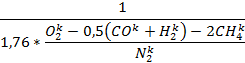 1
1,76 * O₂ᵏ − 0,5(COᵏ + H₂ᵏ) − 2CH₄ᵏ
N₂ᵏ